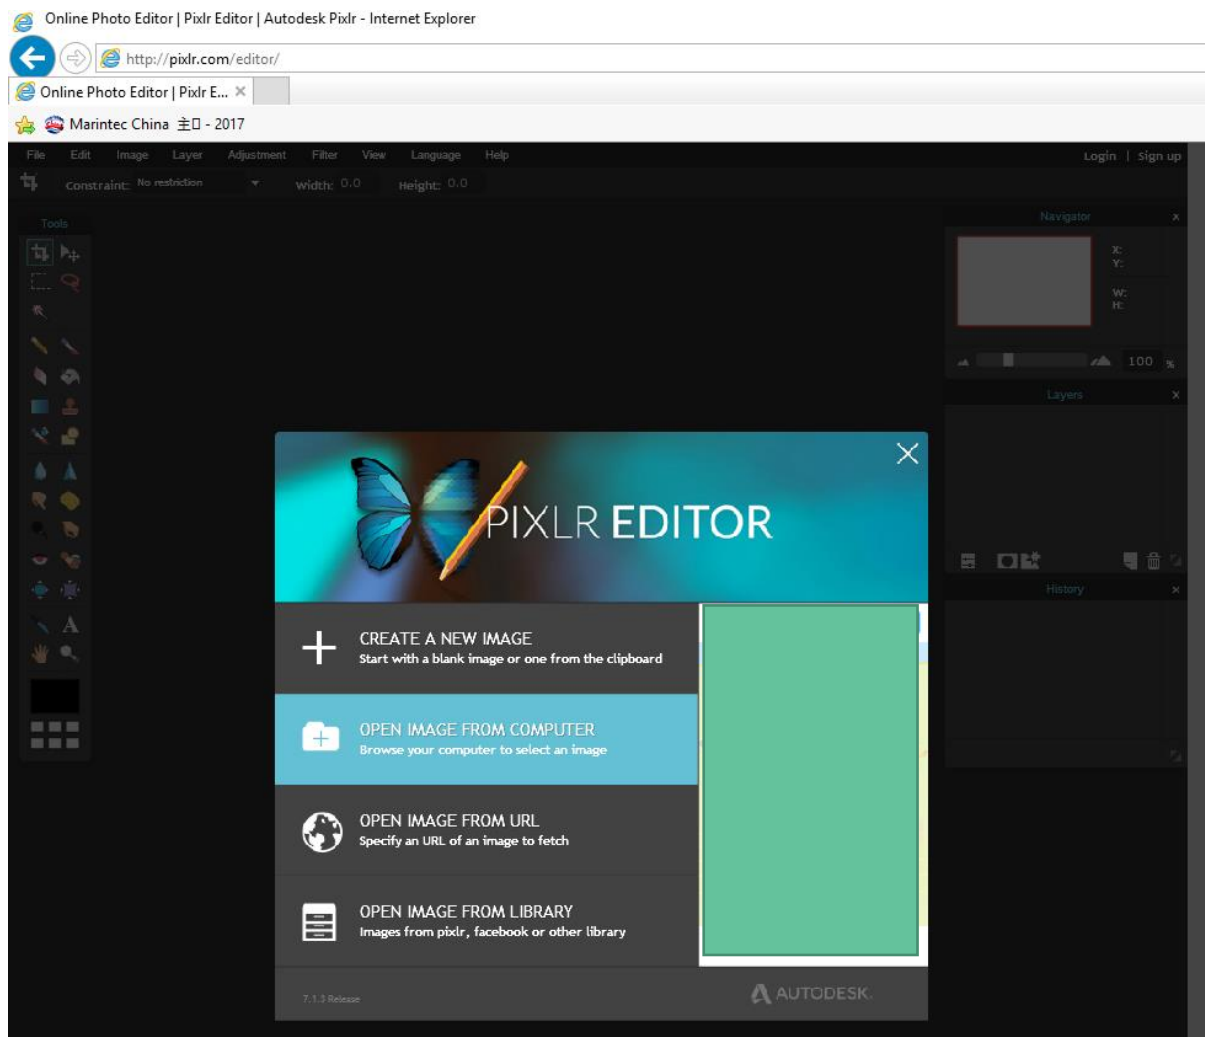 Online Photo Editor | Pixlr Editor | Autodesk Pixlr - Internet Explorer
http://pixlr.com/editor/
Online Photo Editor | Pixlr E...
Marintec China 主 - 2017
File Edit Image Layer Adjustment Filter View Language Help
Login | Sign up
Constraint: No restriction Width: 0.0 Height: 0.0
Tools
Navigator
X:
Y:
W:
H:
100 %
Layers
History
A
PIXLR EDITOR
CREATE A NEW IMAGE
Start with a blank image or one from the clipboard
OPEN IMAGE FROM COMPUTER
Browse your computer to select an image
OPEN IMAGE FROM URL
Specify an URL of an image to fetch
OPEN IMAGE FROM LIBRARY
Images from pixlr, facebook or other library
7.1.3 Release
AUTODESK.